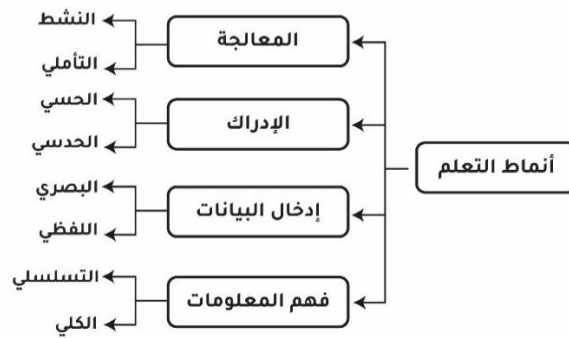 أنماط التعلم
المعالجة
النشط
التأملي
الإدراك
الحسي
الحدسي
إدخال البيانات
البصري
اللفظي
فهم المعلومات
التسلسلي
الكلي